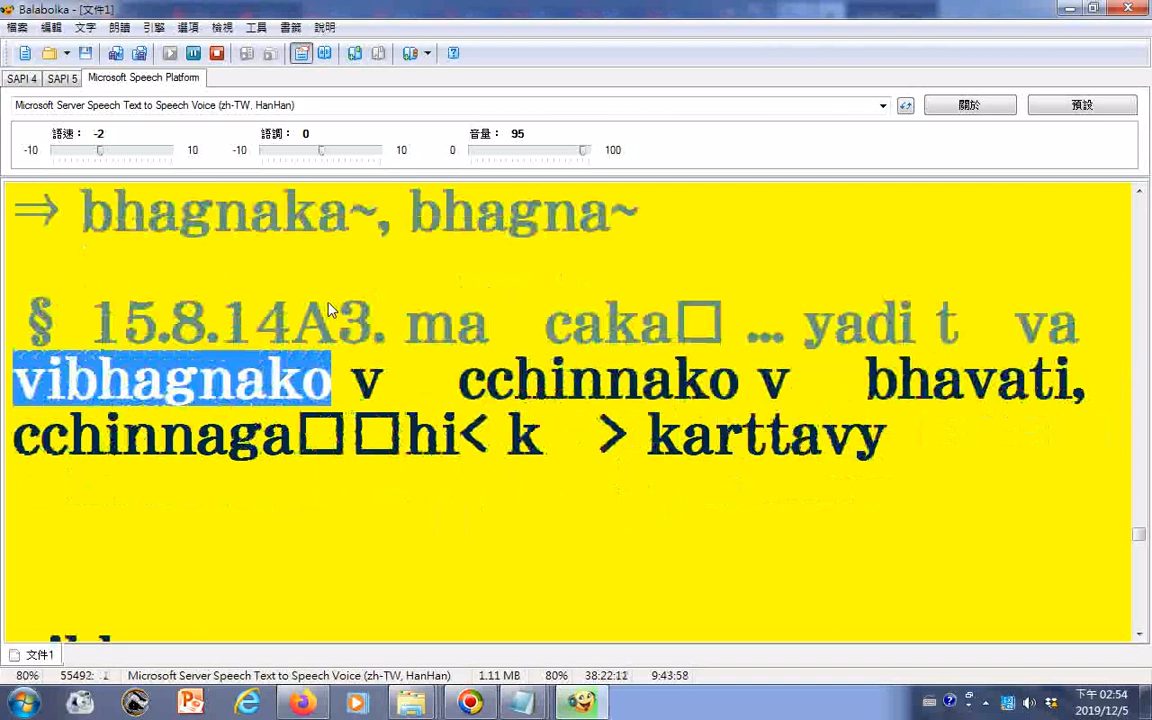 Balabolka - [文件1]
檔案 編輯 文字 朗讀 引擎 選項 檢視 工具 書籤 說明
SAPI 4 SAPI 5 Microsoft Speech Platform
Microsoft Server Speech Text to Speech Voice (zh-TW, HanHan)
關於 預設
語速： -2 語調： 0 音量： 95
-10 10 -10 10 0 100
⇒ bhagnaka~, bhagna~
§ 15.8.14A3. ma caka□ ... yadi t va
vibhagnako v cchinnako v bhavati,
cchinnaga□□hi< k > karttavy
文件1
80% 55492: Microsoft Server Speech Text to Speech Voice (zh-TW, HanHan) 1.11 MB 80% 38:22:11 9:43:58
下午 02:54
2019/12/5